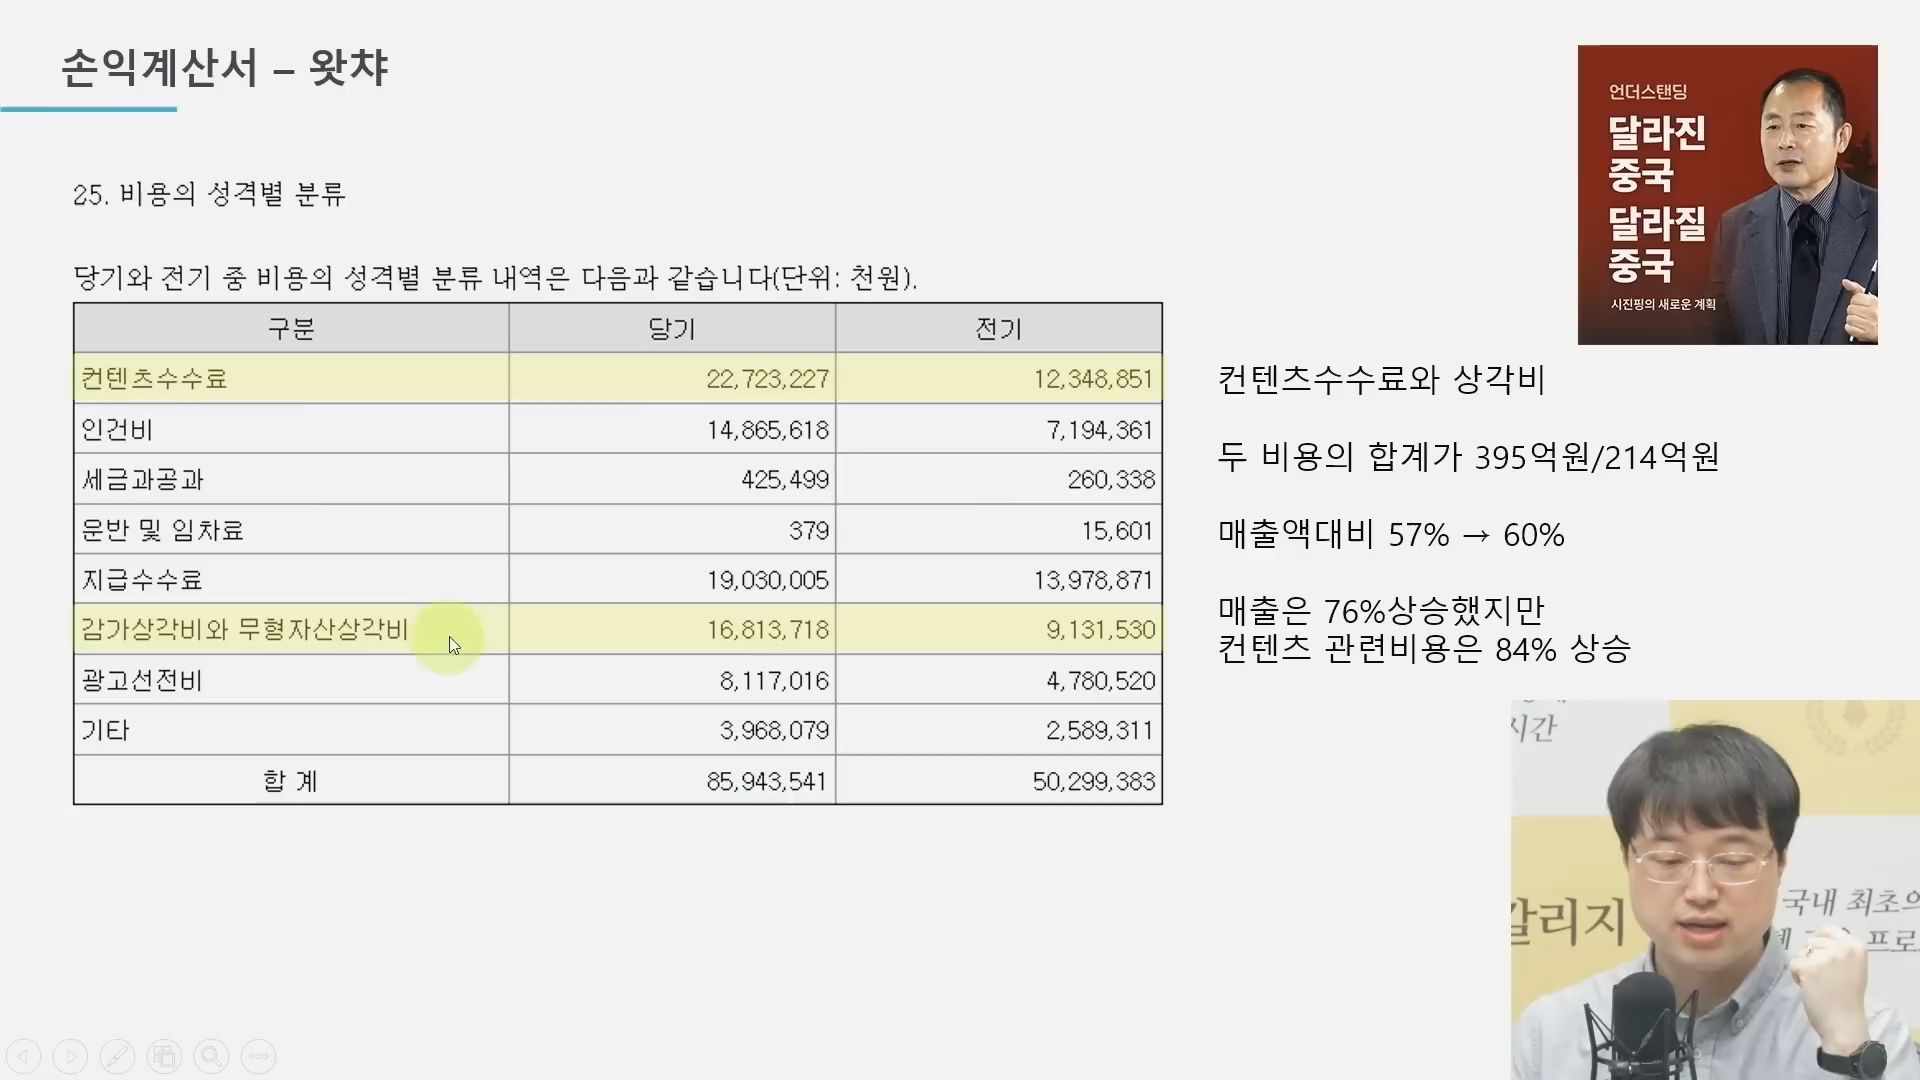 손익계산서 – 왓챠
25. 비용의 성격별 분류
당기와 전기 중 비용의 성격별 분류 내역은 다음과 같습니다(단위: 천원).
구분 당기 전기
컨텐츠수수료 22,723,227 12,348,851
인건비 14,865,618 7,194,361
세금과공과 425,499 260,338
운반 및 임차료 379 15,601
지급수수료 19,030,005 13,978,871
감가상각비와 무형자산상각비 16,813,718 9,131,530
광고선전비 8,117,016 4,780,520
기타 3,968,079 2,589,311
합 계 85,943,541 50,299,383
언더스탠딩
달라진
중국
달라질
중국
시진핑의 새로운 계획
컨텐츠수수료와 상각비
두 비용의 합계가 395억원/214억원
매출액대비 57% → 60%
매출은 76%상승했지만
컨텐츠 관련비용은 84% 상승
시간
갈리지
국내 최초의
프로